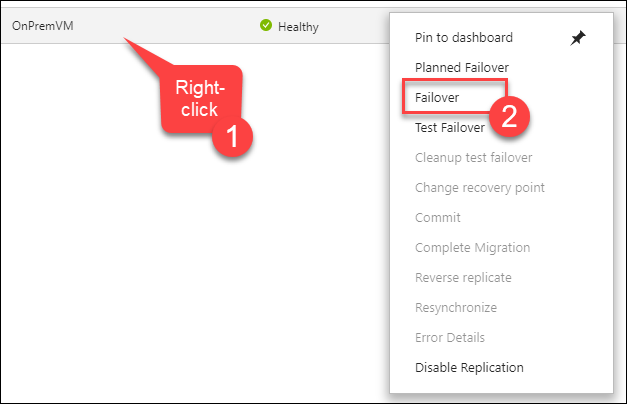 OnPremVM
Healthy
Right-
click
1
Pin to dashboard
Planned Failover
Failover
2
Test Failover
Cleanup test failover
Change recovery point
Commit
Complete Migration
Reverse replicate
Resynchronize
Error Details
Disable Replication